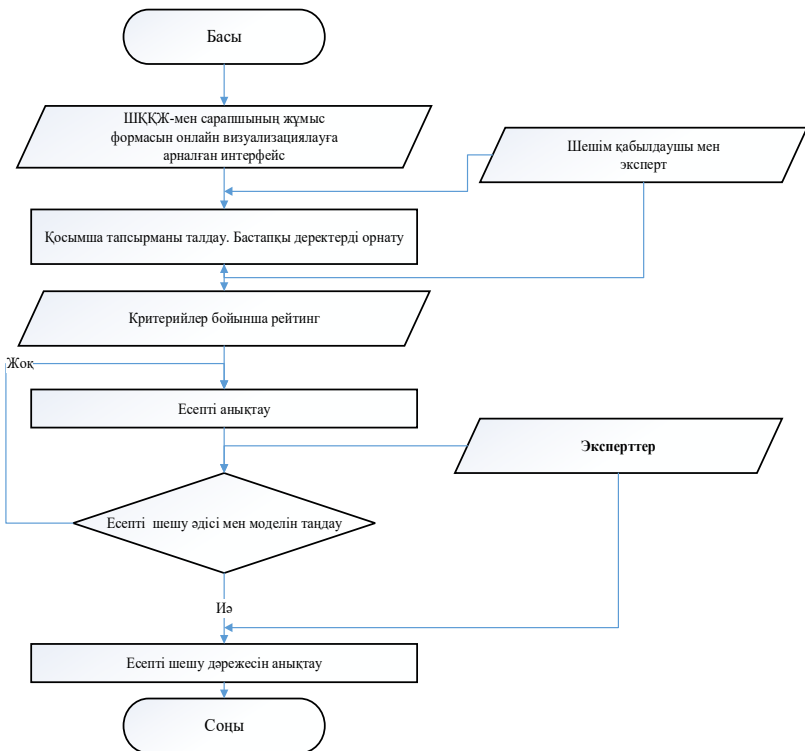 Басы
ШҚҚЖ-мен сарапшының жұмыс
формасын онлайн визуализациялауға
арналған интерфейс
Шешім қабылдаушы мен
эксперт
Қосымша тапсырманы талдау. Бастапқы деректерді орнату
Критерийлер бойынша рейтинг
Жоқ
Есепті анықтау
Эксперттер
Есепті шешу әдісі мен моделін таңдау
Иә
Есепті шешу дәрежесін анықтау
Соңы